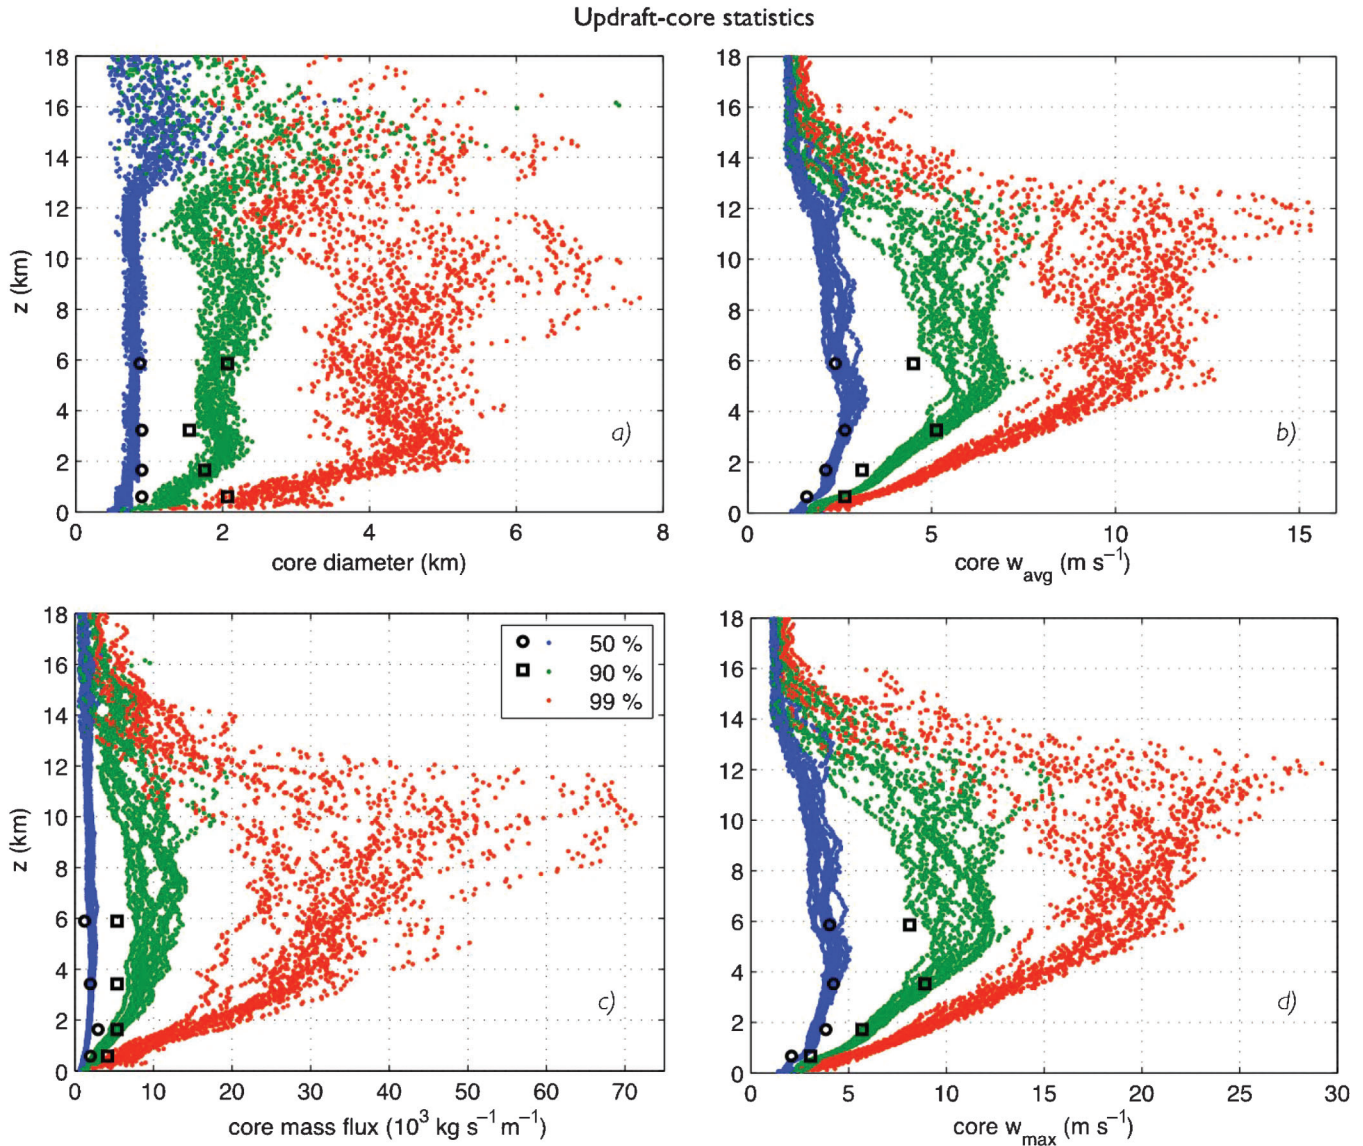 Updraft-core statistics
18
16
14
12
10
8
6
4
2
0
z (km)
0 2 4 6 8
core diameter (km)
a)
18
16
14
12
10
8
6
4
2
0
0 5 10 15
core w_avg (m s⁻¹)
b)
18
16
14
12
10
8
6
4
2
0
z (km)
50 %
90 %
99 %
0 10 20 30 40 50 60 70
core mass flux (10³ kg s⁻¹ m⁻¹)
c)
18
16
14
12
10
8
6
4
2
0
0 5 10 15 20 25 30
core w_max (m s⁻¹)
d)